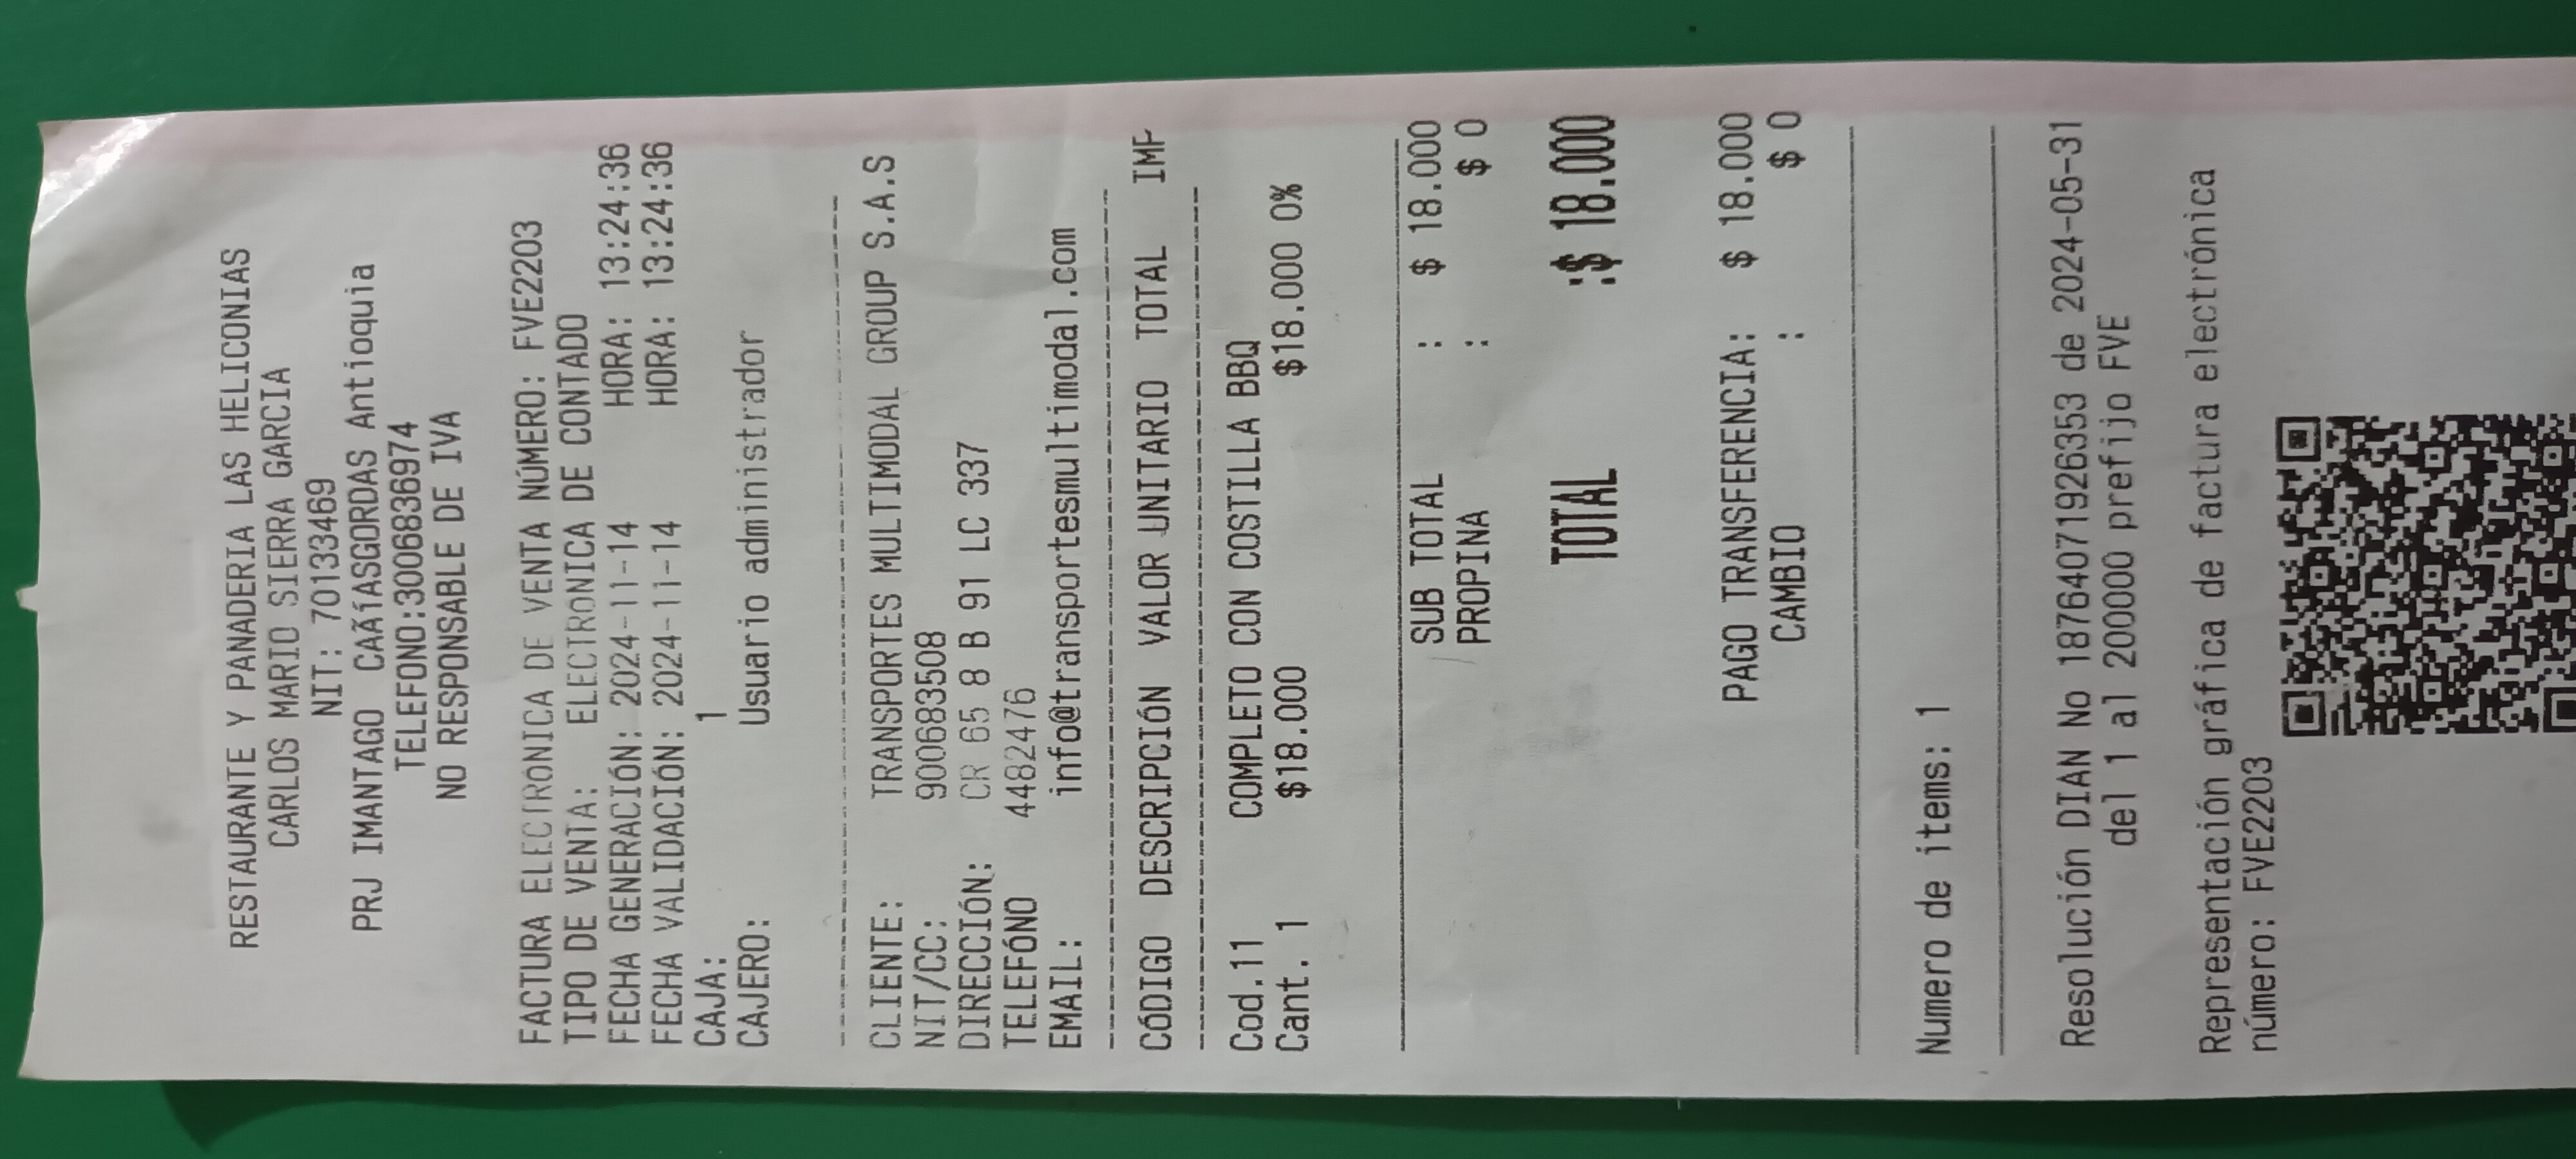 RESTAURANTE Y PANADERIA LAS HELICONIAS
CARLOS MARIO SIERRA GARCIA
NIT: 70133469
PRJ IMANTAGO CAÃíASGORDAS Antioquia
TELEFONO:3006836974
NO RESPONSABLE DE IVA
FACTURA ELECTRÓNICA DE VENTA NÚMERO: FVE2203
TIPO DE VENTA: ELECTRÓNICA DE CONTADO
FECHA GENERACIÓN: 2024-11-14 HORA: 13:24:36
FECHA VALIDACIÓN: 2024-11-14 HORA: 13:24:36
CAJA: 1
CAJERO: Usuario administrador
CLIENTE: TRANSPORTES MULTIMODAL GROUP S.A.S
NIT/CC: 900683508
DIRECCIÓN: CR 65 8 B 91 LC 337
TELEFÓNO 4482476
EMAIL: info@transportesmultimodal.com
CÓDIGO DESCRIPCIÓN VALOR UNITARIO TOTAL IMP
Cod.11 COMPLETO CON COSTILLA BBQ
Cant. 1 $18.000 $18.000 0%
SUB TOTAL : $ 18.000
PROPINA : $ 0
TOTAL :$ 18.000
PAGO TRANSFERENCIA: $ 18.000
CAMBIO : $ 0
Numero de items: 1
Resolución DIAN No 18764071926353 de 2024-05-31
del 1 al 200000 prefijo FVE
Representación gráfica de factura electrónica
número: FVE2203